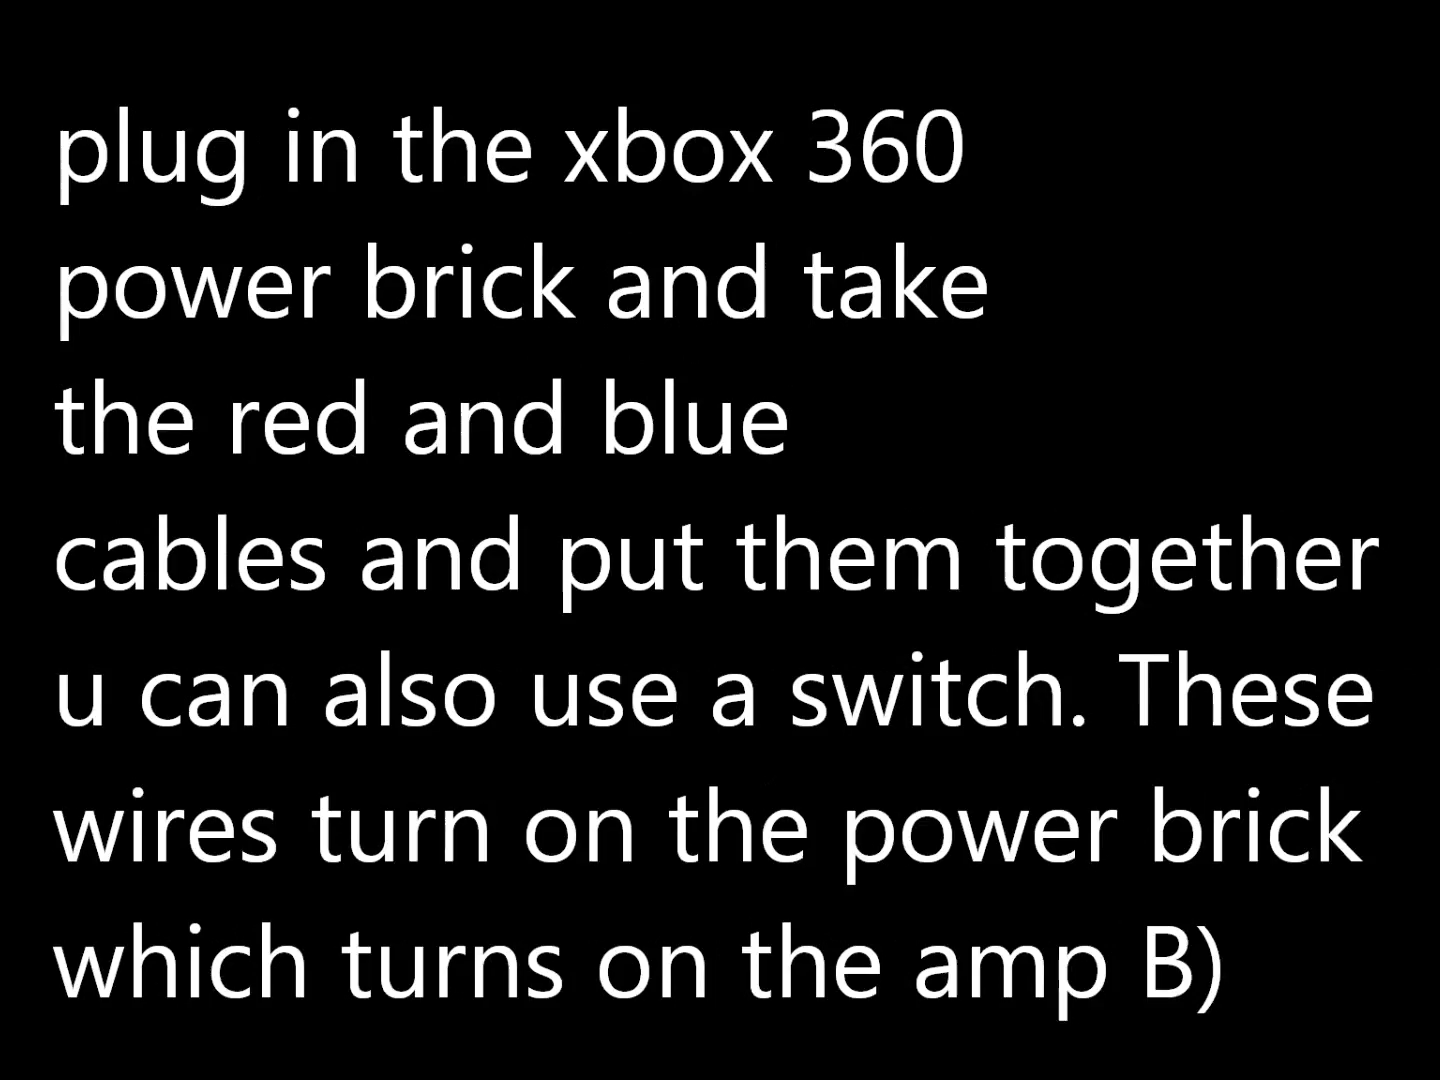 plug in the xbox 360
power brick and take
the red and blue
cables and put them together
u can also use a switch. These
wires turn on the power brick
which turns on the amp B)